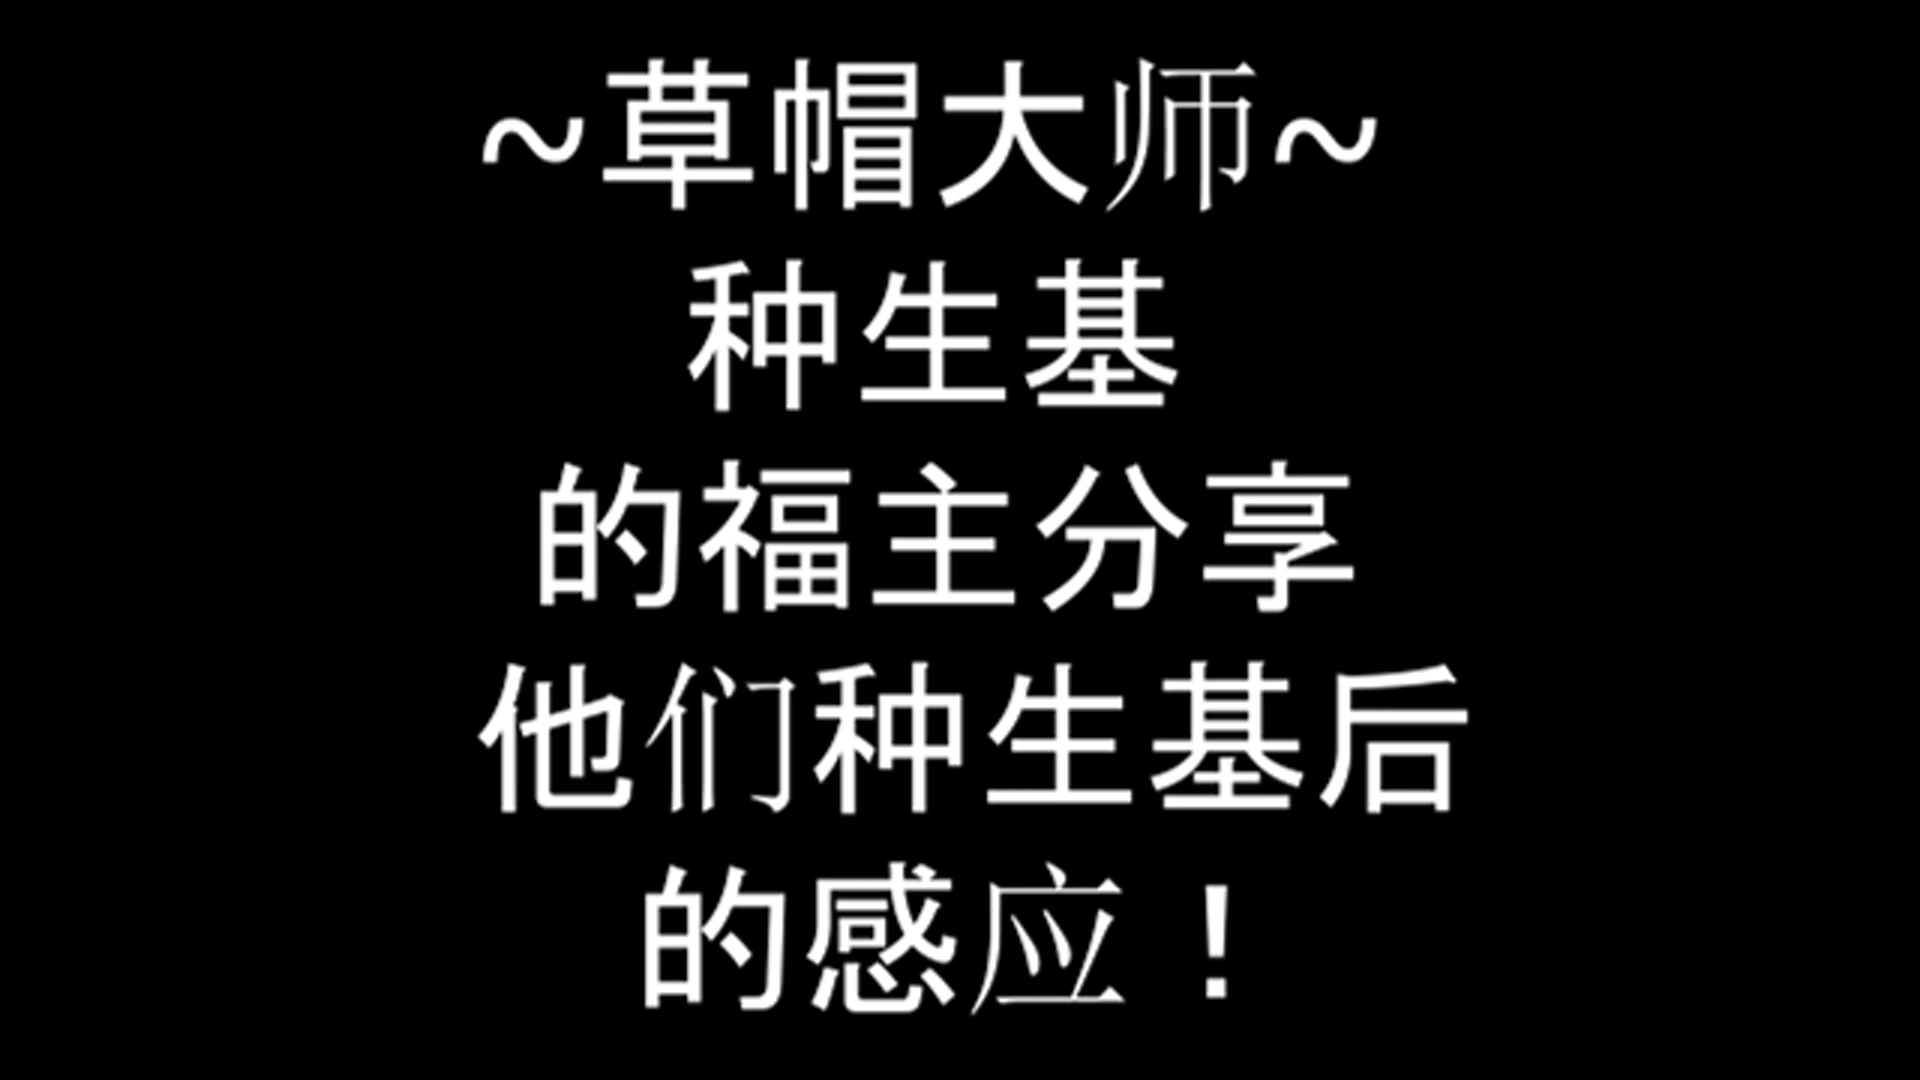 ~草帽大师~
种生基
的福主分享
他们种生基后
的感应！